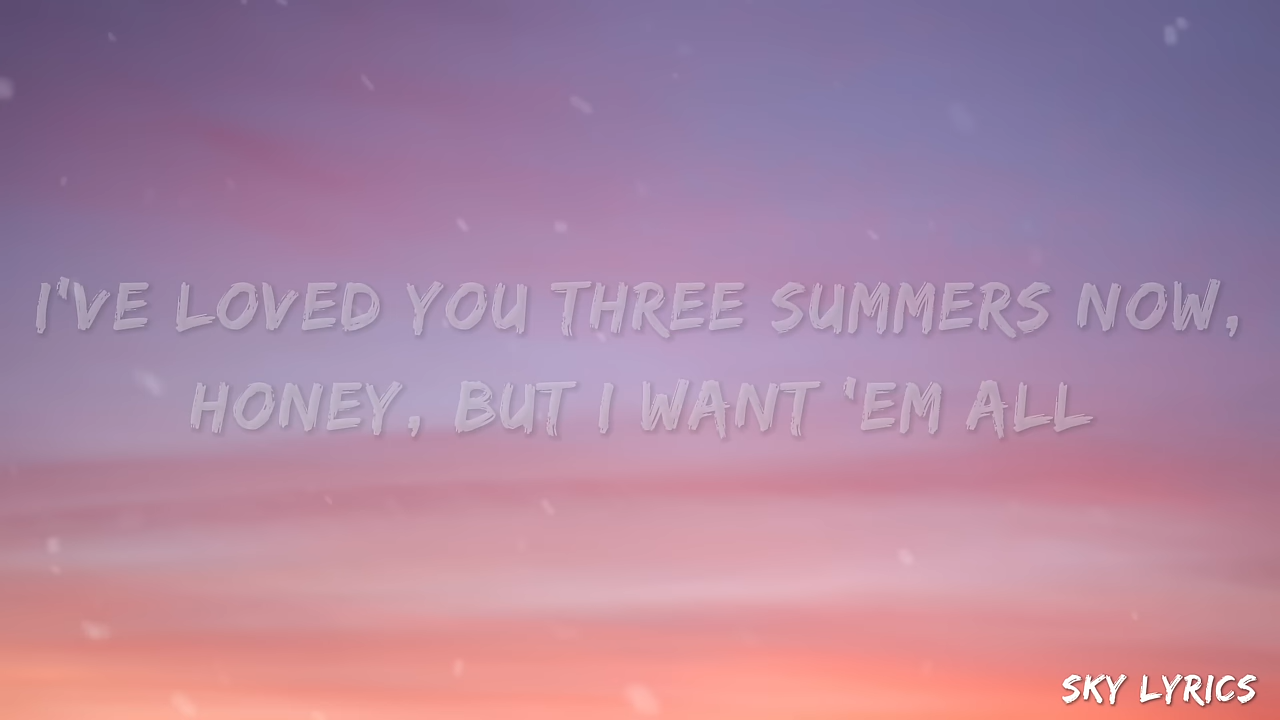 I'VE LOVED YOU THREE SUMMERS NOW,
HONEY, BUT I WANT 'EM ALL
SKY LYRICS